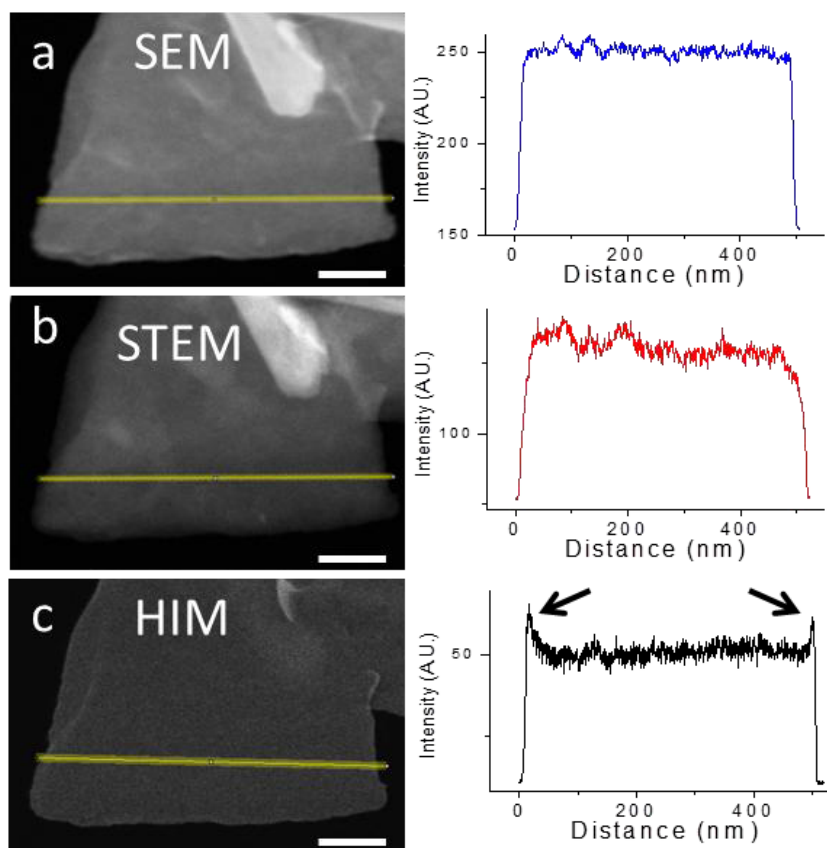 a
SEM
Intensity (A.U.)
250
200
150
0
200
400
Distance (nm)
b
STEM
Intensity (A.U.)
100
0
200
400
Distance (nm)
c
HIM
Intensity (A.U.)
50
0
200
400
Distance (nm)